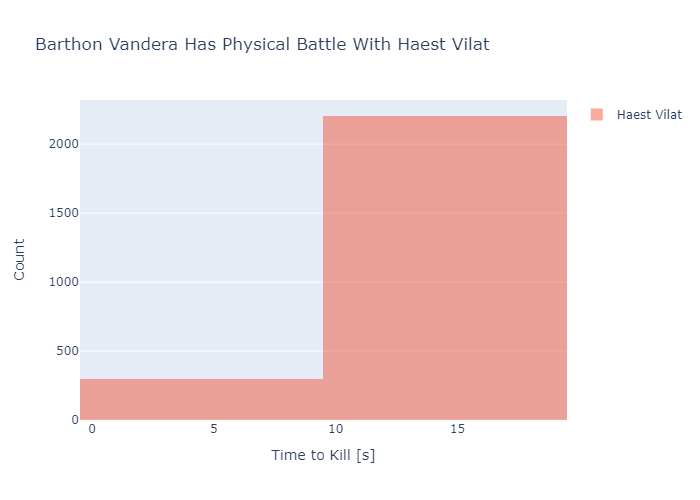 Barthon Vandera Has Physical Battle With Haest Vilat
Haest Vilat
2000
1500
1000
500
0
Count
0 5 10 15
Time to Kill [s]